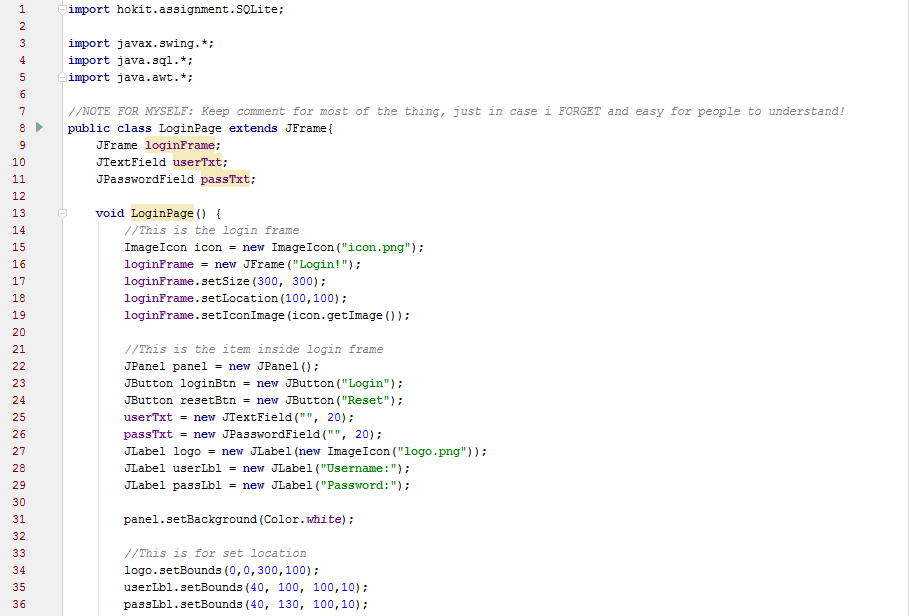 1 import hokit.assignment.SQLite;
2
3 import javax.swing.*;
4 import java.sql.*;
5 import java.awt.*;
6
7 //NOTE FOR MYSELF: Keep comment for most of the thing, just in case i FORGET and easy for people to understand!
8 public class LoginPage extends JFrame{
9 JFrame loginFrame;
10 JTextField userTxt;
11 JPasswordField passTxt;
12
13 void LoginPage() {
14 //This is the login frame
15 ImageIcon icon = new ImageIcon("icon.png");
16 loginFrame = new JFrame("Login!");
17 loginFrame.setSize(300, 300);
18 loginFrame.setLocation(100,100);
19 loginFrame.setIconImage(icon.getImage());
20
21 //This is the item inside login frame
22 JPanel panel = new JPanel();
23 JButton loginBtn = new JButton("Login");
24 JButton resetBtn = new JButton("Reset");
25 userTxt = new JTextField("", 20);
26 passTxt = new JPasswordField("", 20);
27 JLabel logo = new JLabel(new ImageIcon("logo.png"));
28 JLabel userLbl = new JLabel("Username:");
29 JLabel passLbl = new JLabel("Password:");
30
31 panel.setBackground(Color.white);
32
33 //This is for set location
34 logo.setBounds(0,0,300,100);
35 userLbl.setBounds(40, 100, 100,10);
36 passLbl.setBounds(40, 130, 100,10);